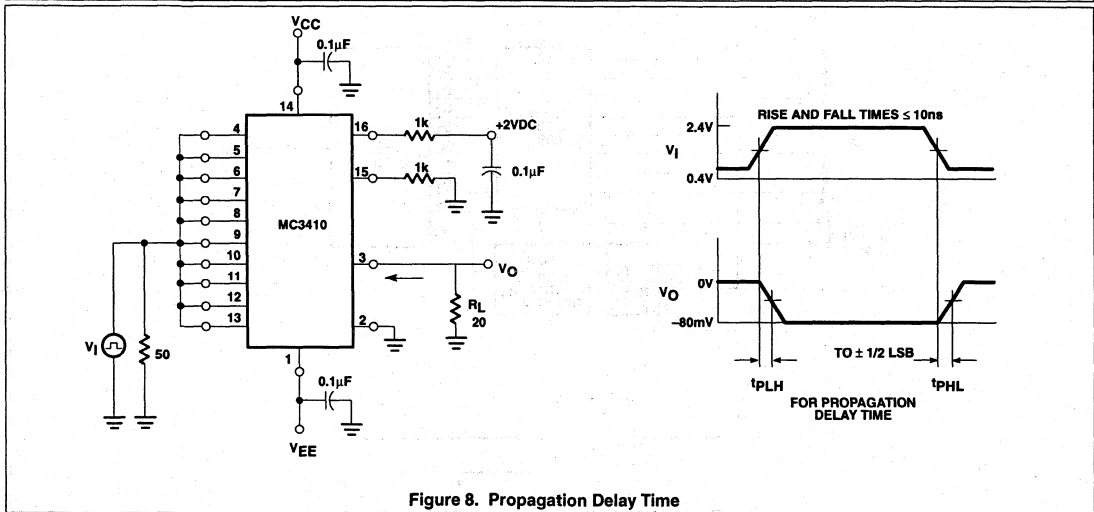 VCC
0.1µF
14
4
5
6
7
8
9
10
11
12
13
MC3410
16
1k
+2VDC
0.1µF
15
1k
3
VO
RL
20
2
1
VI
50
0.1µF
VEE
RISE AND FALL TIMES ≤ 10ns
2.4V
VI
0.4V
0V
VO
–80mV
TO ± 1/2 LSB
tPLH
tPHL
FOR PROPAGATION
DELAY TIME
Figure 8. Propagation Delay Time